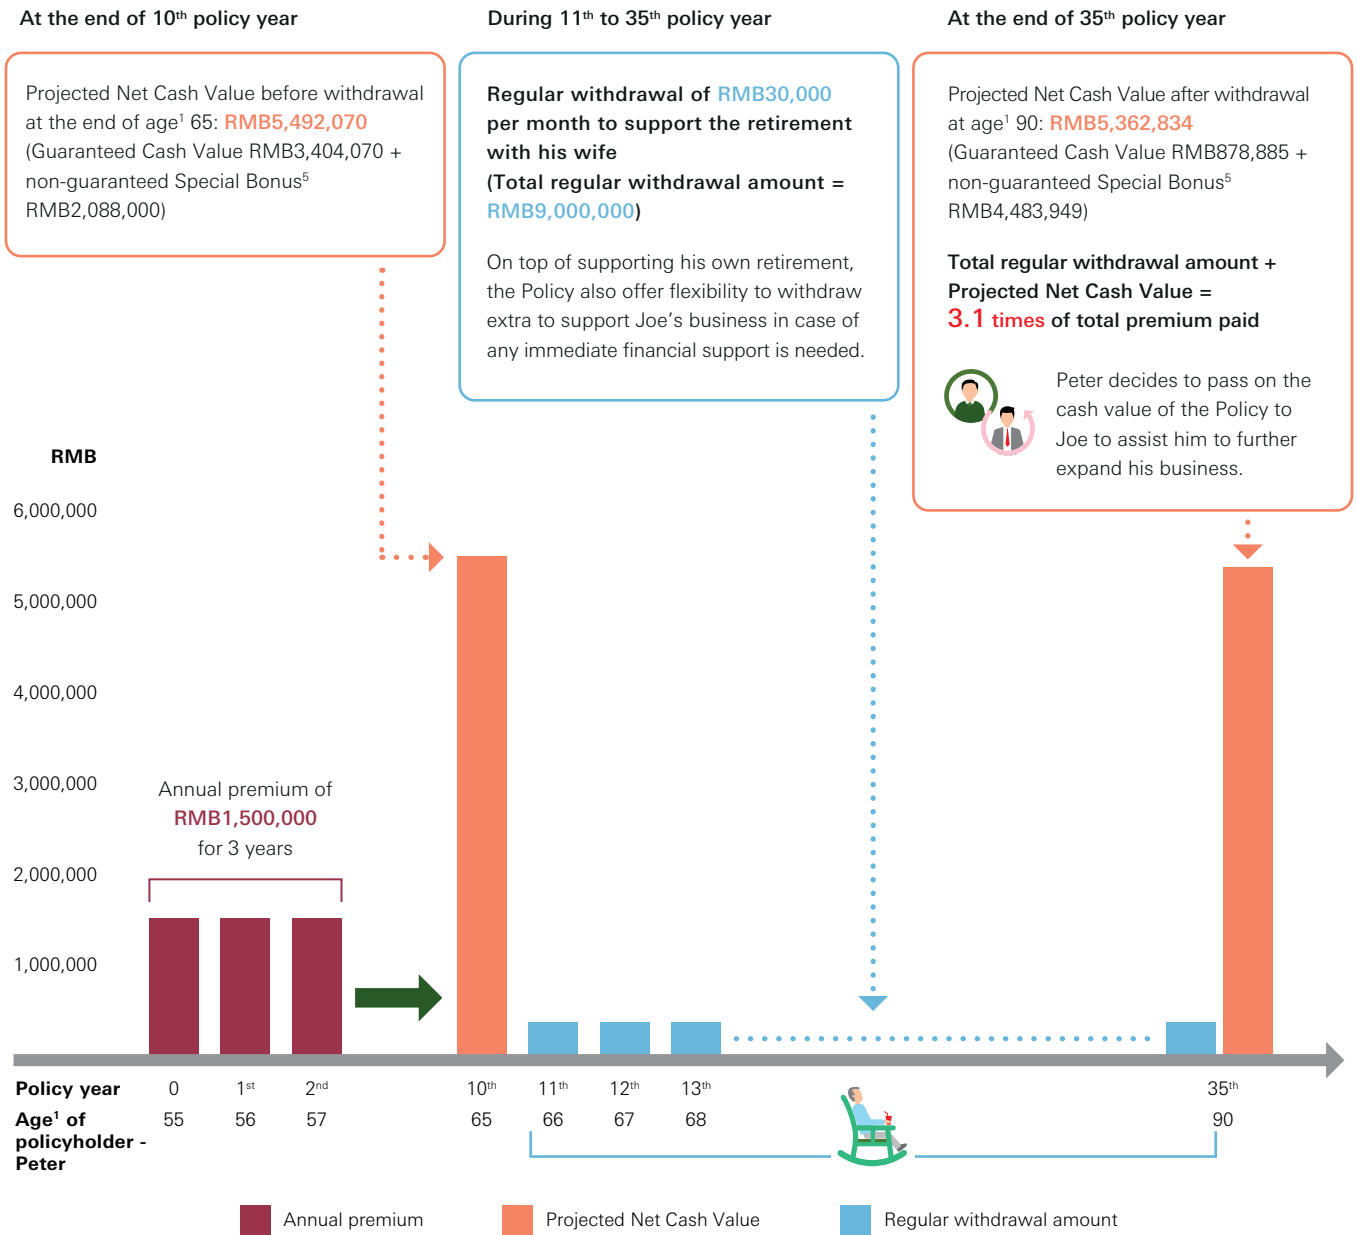 At the end of 10th policy year
Projected Net Cash Value before withdrawal
at the end of age1 65: RMB5,492,070
(Guaranteed Cash Value RMB3,404,070 +
non-guaranteed Special Bonus5
RMB2,088,000)
During 11th to 35th policy year
Regular withdrawal of RMB30,000
per month to support the retirement
with his wife
(Total regular withdrawal amount =
RMB9,000,000)
On top of supporting his own retirement,
the Policy also offer flexibility to withdraw
extra to support Joe's business in case of
any immediate financial support is needed.
At the end of 35th policy year
Projected Net Cash Value after withdrawal
at age1 90: RMB5,362,834
(Guaranteed Cash Value RMB878,885 +
non-guaranteed Special Bonus5
RMB4,483,949)
Total regular withdrawal amount +
Projected Net Cash Value =
3.1 times of total premium paid
Peter decides to pass on the
cash value of the Policy to
Joe to assist him to further
expand his business.
RMB
6,000,000
5,000,000
4,000,000
3,000,000
2,000,000
1,000,000
Annual premium of
RMB1,500,000
for 3 years
Policy year 0 1st 2nd 10th 11th 12th 13th 35th
Age1 of 55 56 57 65 66 67 68 90
policyholder -
Peter
Annual premium Projected Net Cash Value Regular withdrawal amount